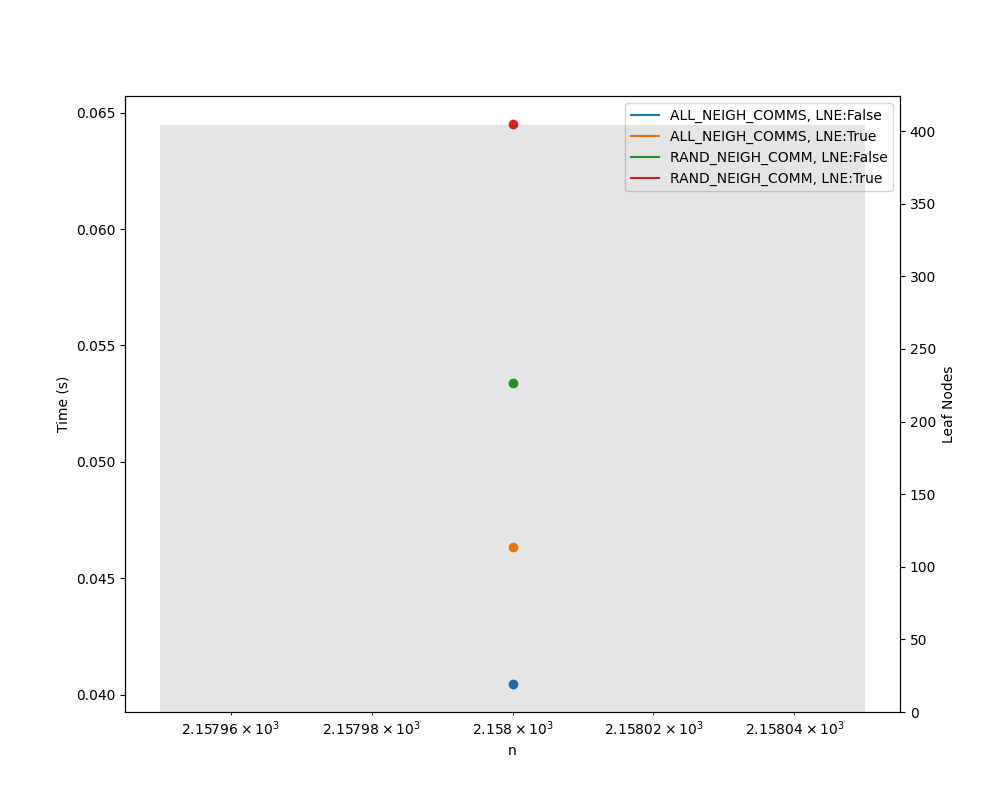 ALL_NEIGH_COMMS, LNE:False
ALL_NEIGH_COMMS, LNE:True
RAND_NEIGH_COMM, LNE:False
RAND_NEIGH_COMM, LNE:True
0.065
0.060
0.055
0.050
0.045
0.040
Time (s)
400
350
300
250
200
150
100
50
0
Leaf Nodes
2.15796 × 10³
2.15798 × 10³
2.158 × 10³
2.15802 × 10³
2.15804 × 10³
n